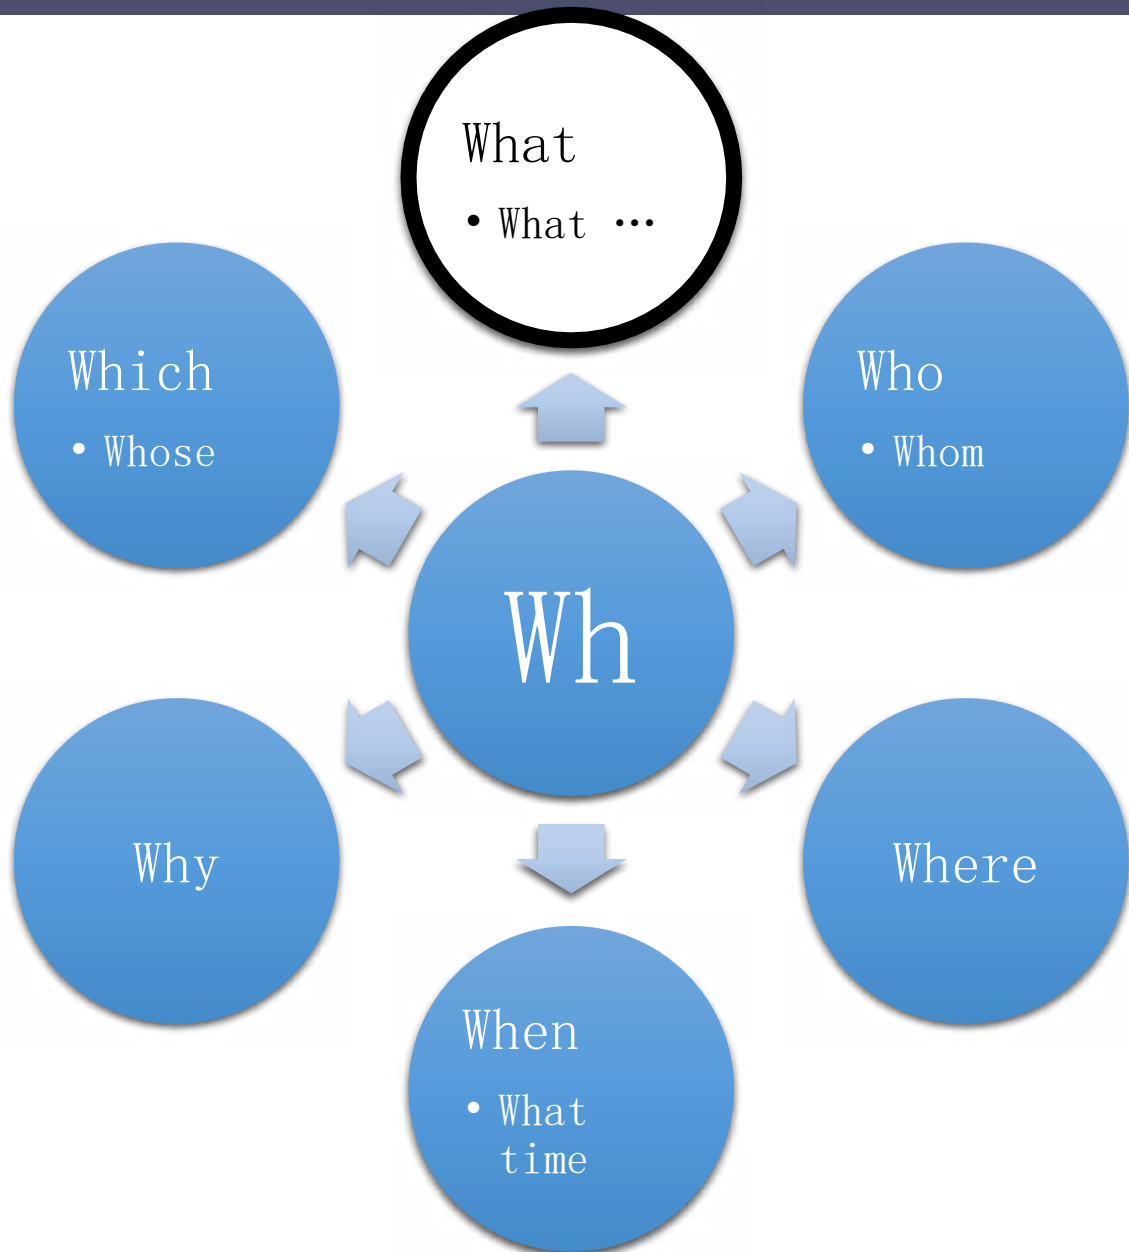 What
• What …
Which
• Whose
Who
• Whom
Wh
Why
Where
When
• What
time